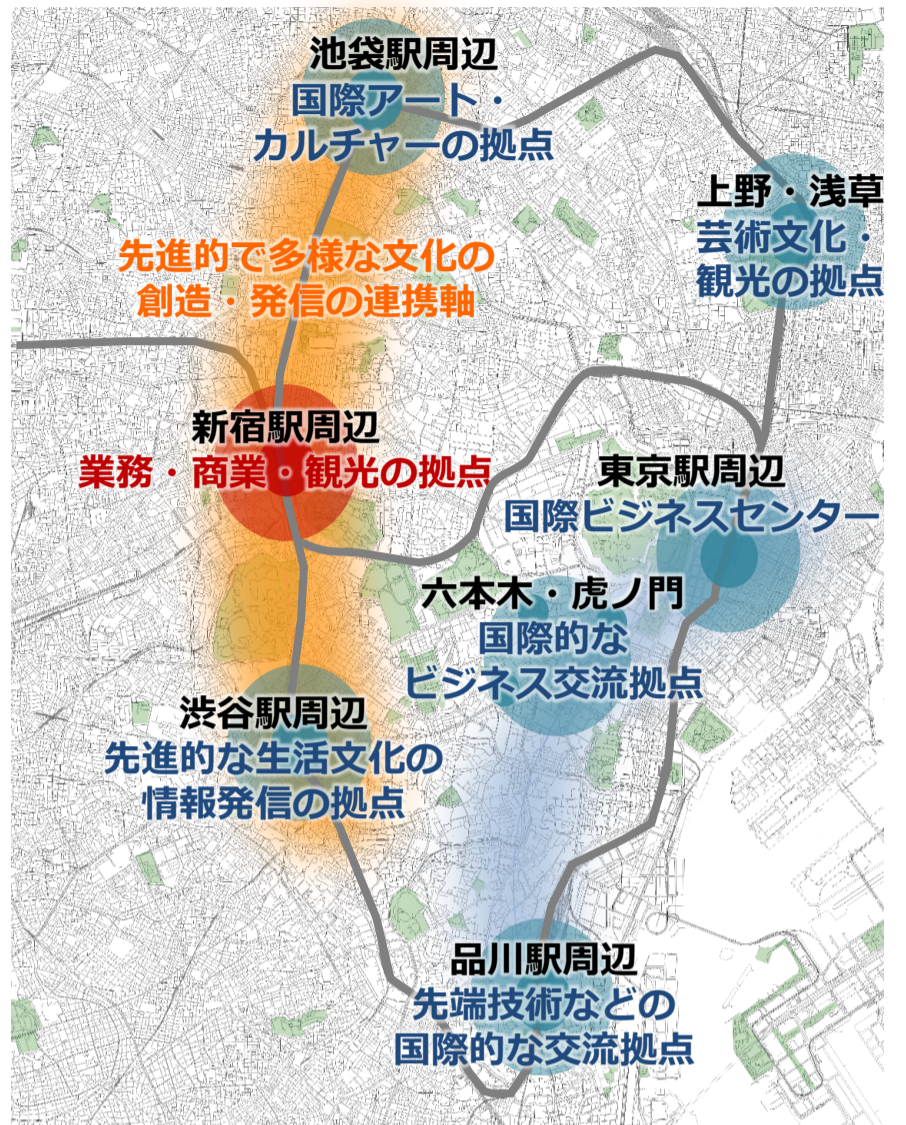 池袋駅周辺
国際アート・
カルチャーの拠点
上野・浅草
芸術文化・
観光の拠点
先進的で多様な文化の
創造・発信の連携軸
新宿駅周辺
業務・商業・観光の拠点
東京駅周辺
国際ビジネスセンター
六本木・虎ノ門
国際的な
ビジネス交流拠点
渋谷駅周辺
先進的な生活文化の
情報発信の拠点
品川駅周辺
先端技術などの
国際的な交流拠点